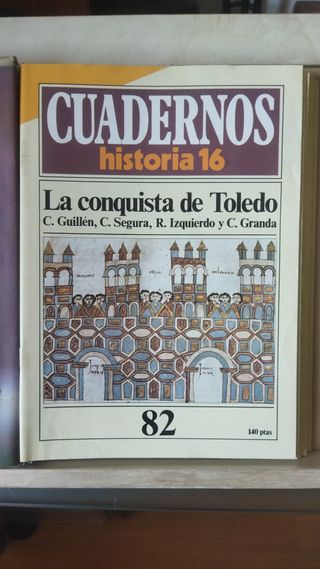 CUADERNOS
historia 16
La conquista de Toledo
C. Guillén, C. Segura, R. Izquierdo y C. Granda
82
140 ptas